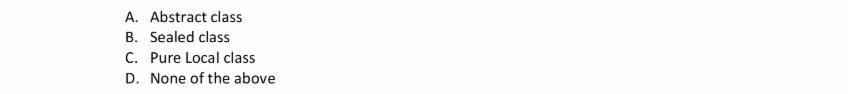 A. Abstract class
B. Sealed class
C. Pure Local class
D. None of the above